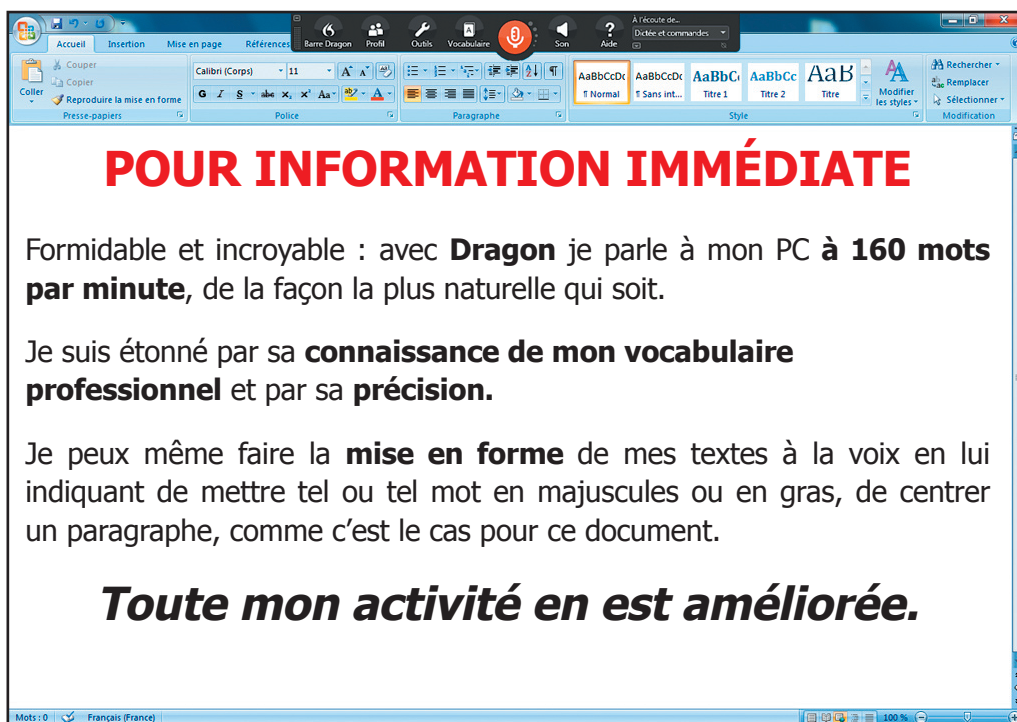 Barre Dragon Profil Outils Vocabulaire Son Aide
À l'écoute de...
Dictée et commandes
Accueil Insertion Mise en page Références
Coller
Couper
Copier
Reproduire la mise en forme
Presse-papiers
Calibri (Corps) 11
G I S abc X₂ X² Aa
Police
Paragraphe
AaBbCcDc AaBbCcDc AaBbC AaBbCc AaB
¶ Normal ¶ Sans int... Titre 1 Titre 2 Titre
Modifier
les styles
Style
Rechercher
Remplacer
Sélectionner
Modification
POUR INFORMATION IMMÉDIATE
Formidable et incroyable : avec Dragon je parle à mon PC à 160 mots
par minute, de la façon la plus naturelle qui soit.
Je suis étonné par sa connaissance de mon vocabulaire
professionnel et par sa précision.
Je peux même faire la mise en forme de mes textes à la voix en lui
indiquant de mettre tel ou tel mot en majuscules ou en gras, de centrer
un paragraphe, comme c’est le cas pour ce document.
Toute mon activité en est améliorée.
Mots : 0 Français (France) 100 %